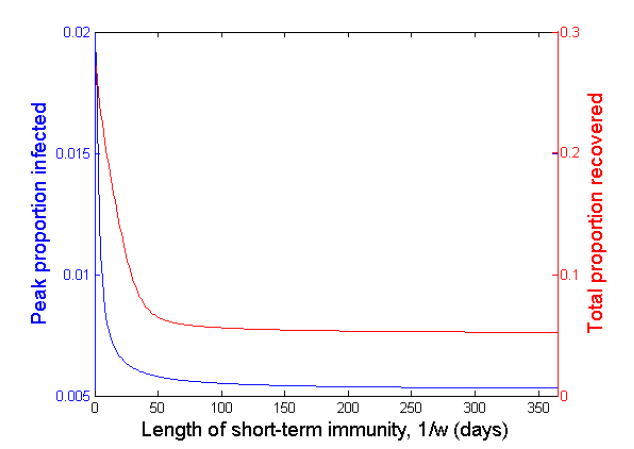 0.02
0.015
0.01
0.005
Peak proportion infected
0.3
0.2
0.1
0
Total proportion recovered
0 50 100 150 200 250 300 350
Length of short-term immunity, 1/w (days)